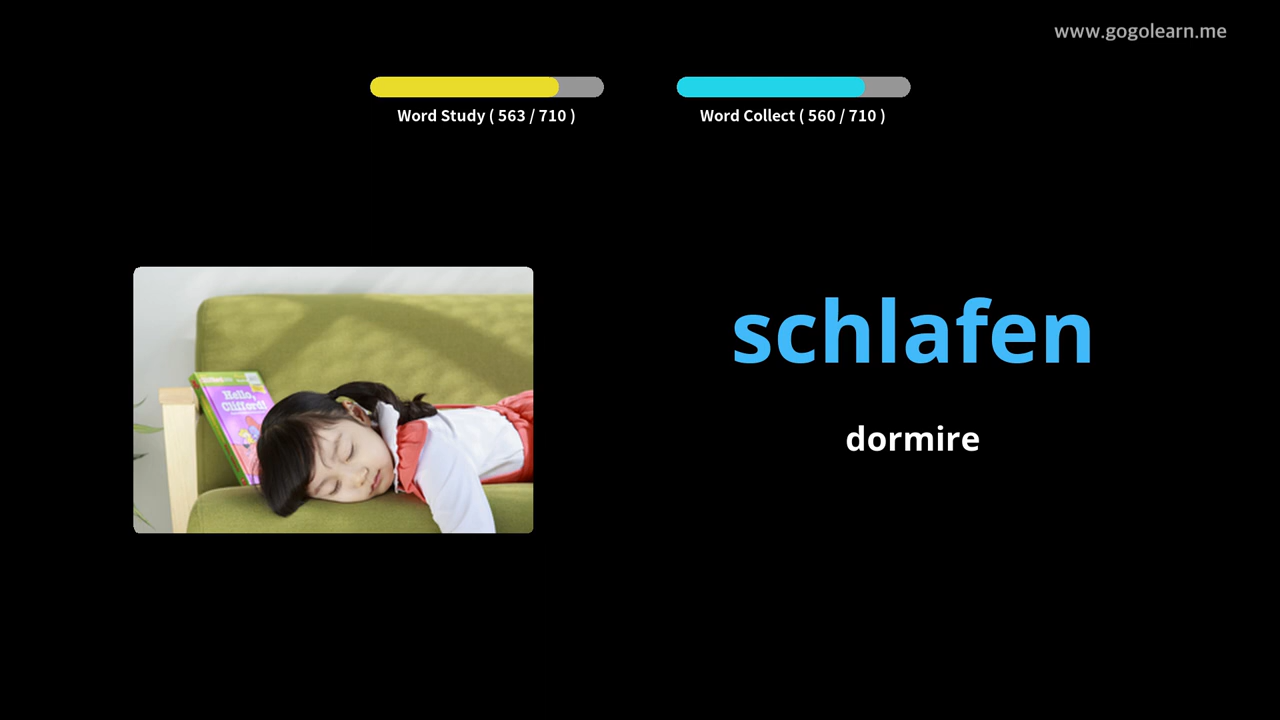 www.gogolearn.me
Word Study ( 563 / 710 )
Word Collect ( 560 / 710 )
schlafen
dormire
Hello,
Clifford!